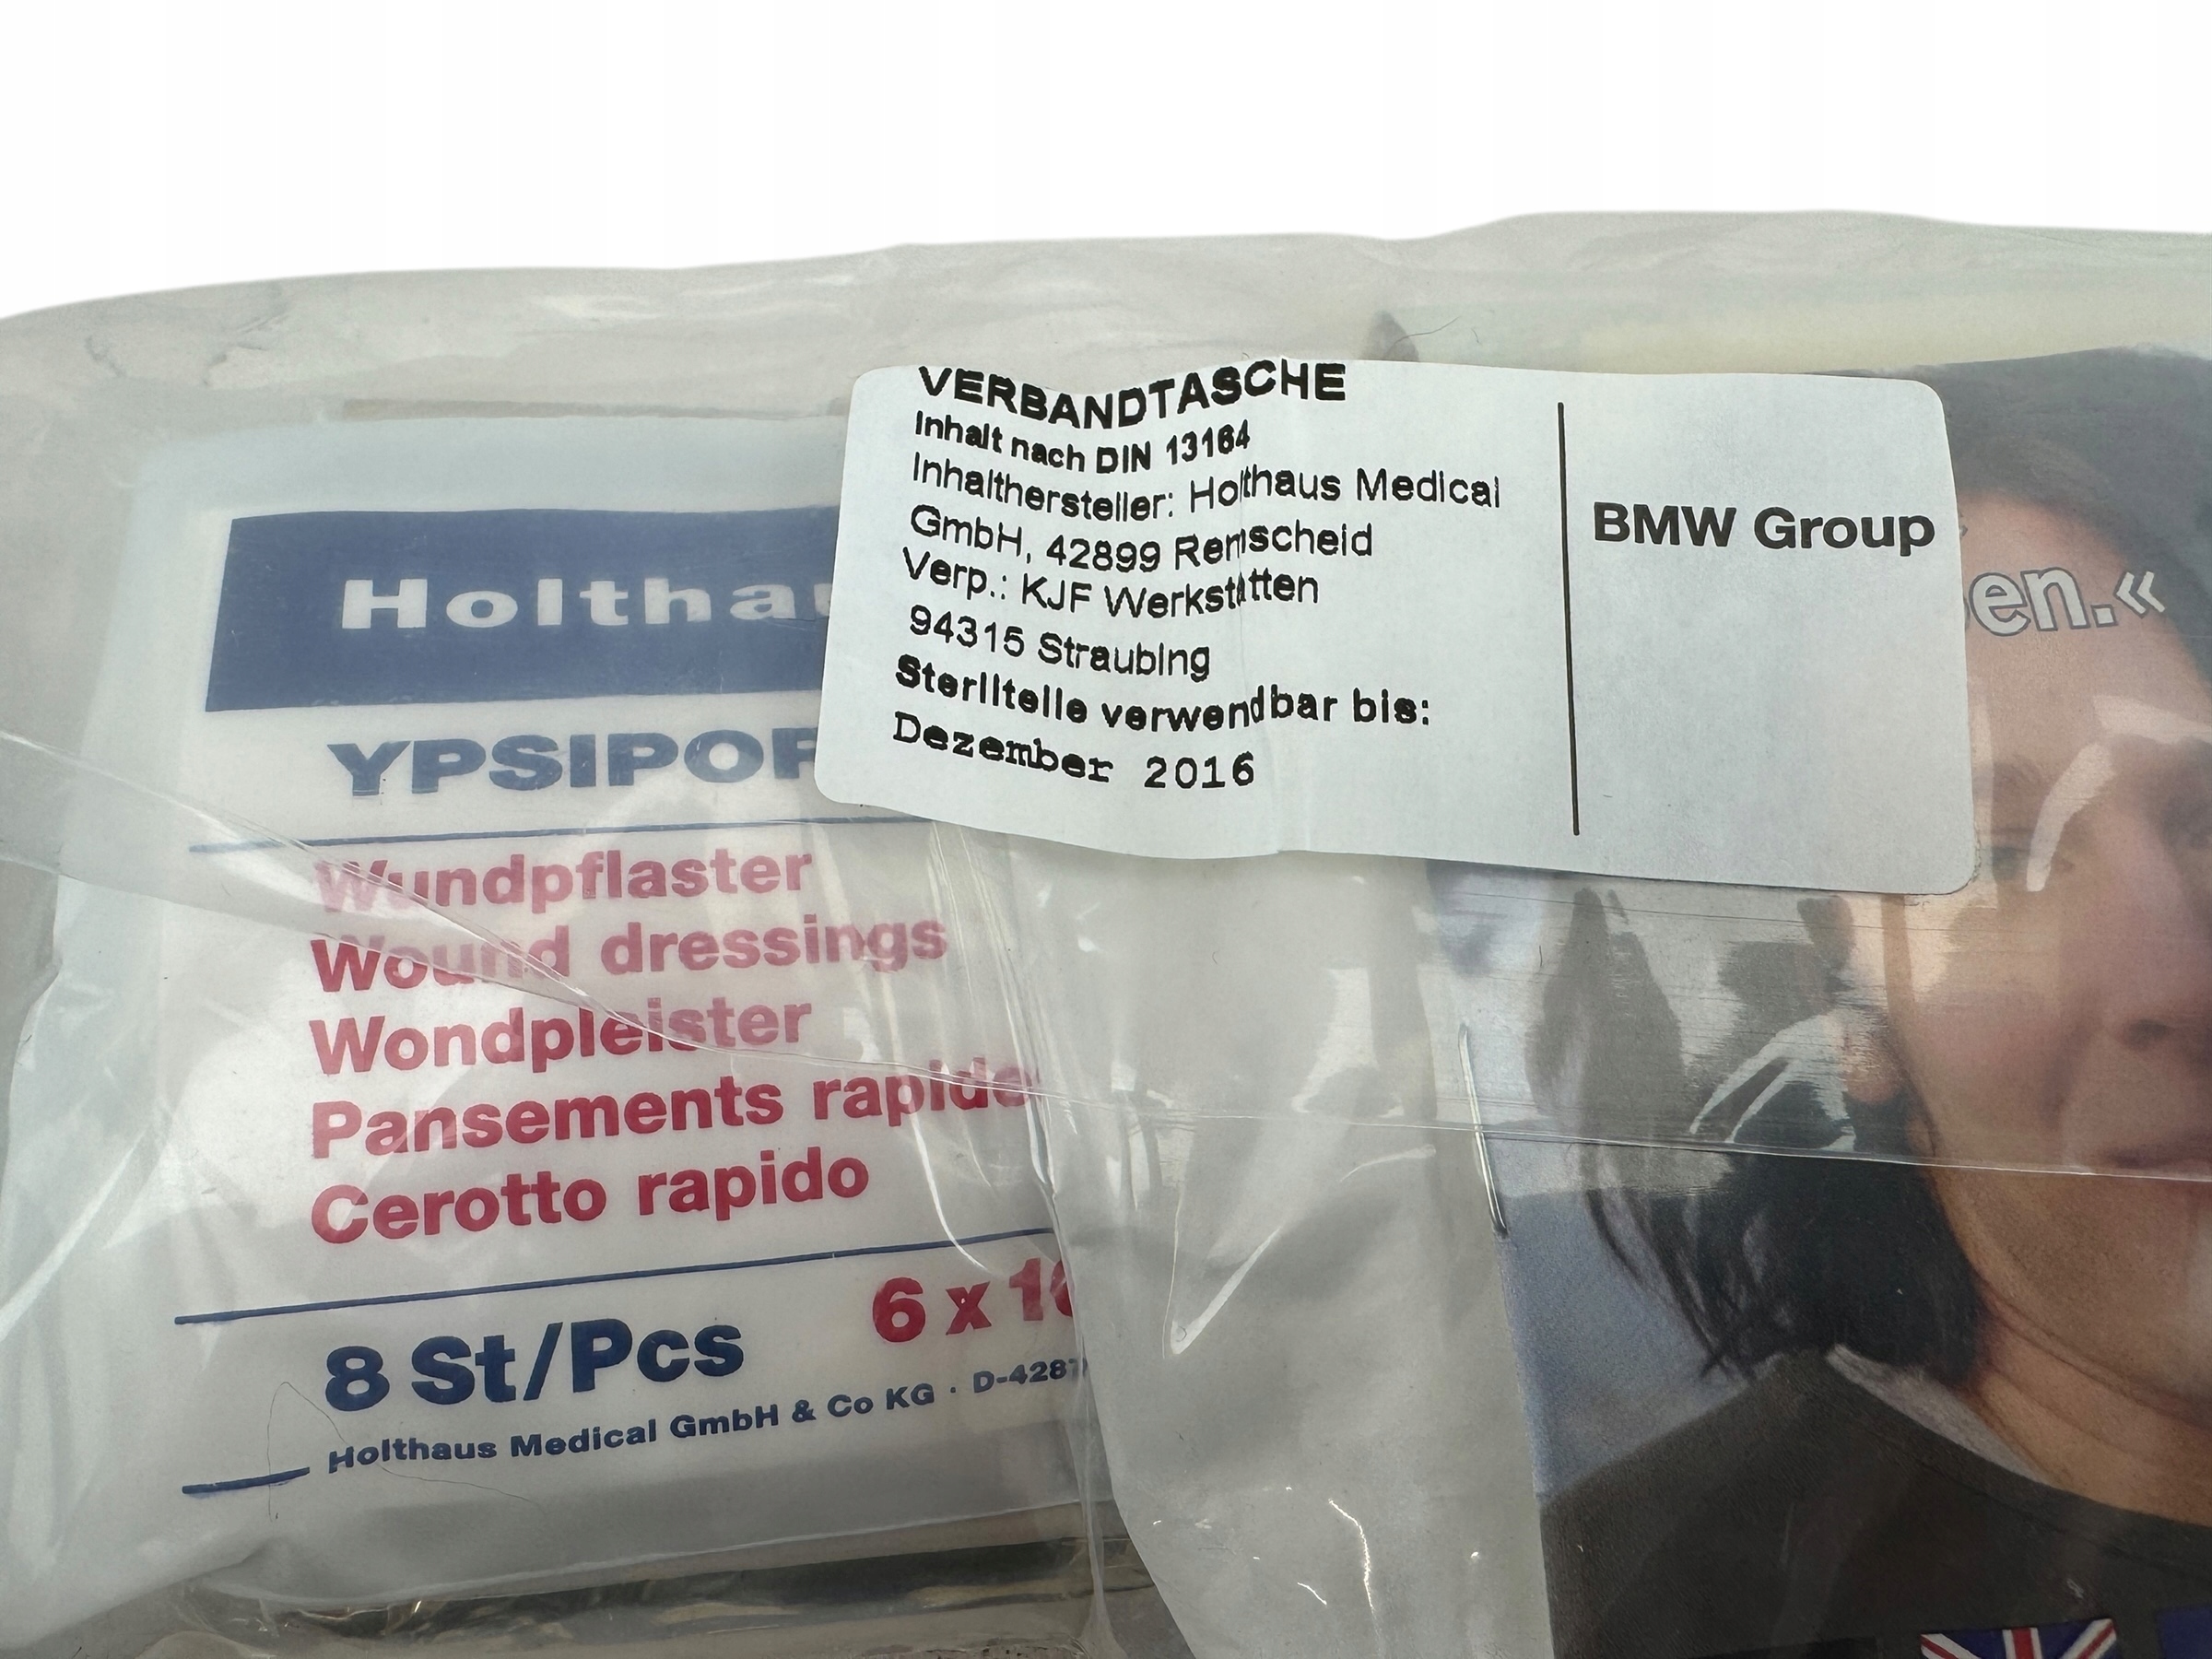 VERBANDTASCHE
Inhalt nach DIN 13164
Inhalthersteller: Holthaus Medical
GmbH, 42899 Remscheid
Verp.: KJF Werkstätten
94315 Straubing
Sterilteile verwendbar bis:
Dezember 2016
BMW Group
en.«
Holthau
YPSIPOR
Wundpflaster
Wound dressings
Wondpleister
Pansements rapide
Cerotto rapido
8 St/Pcs
6 x 10
Holthaus Medical GmbH & Co KG · D-4287